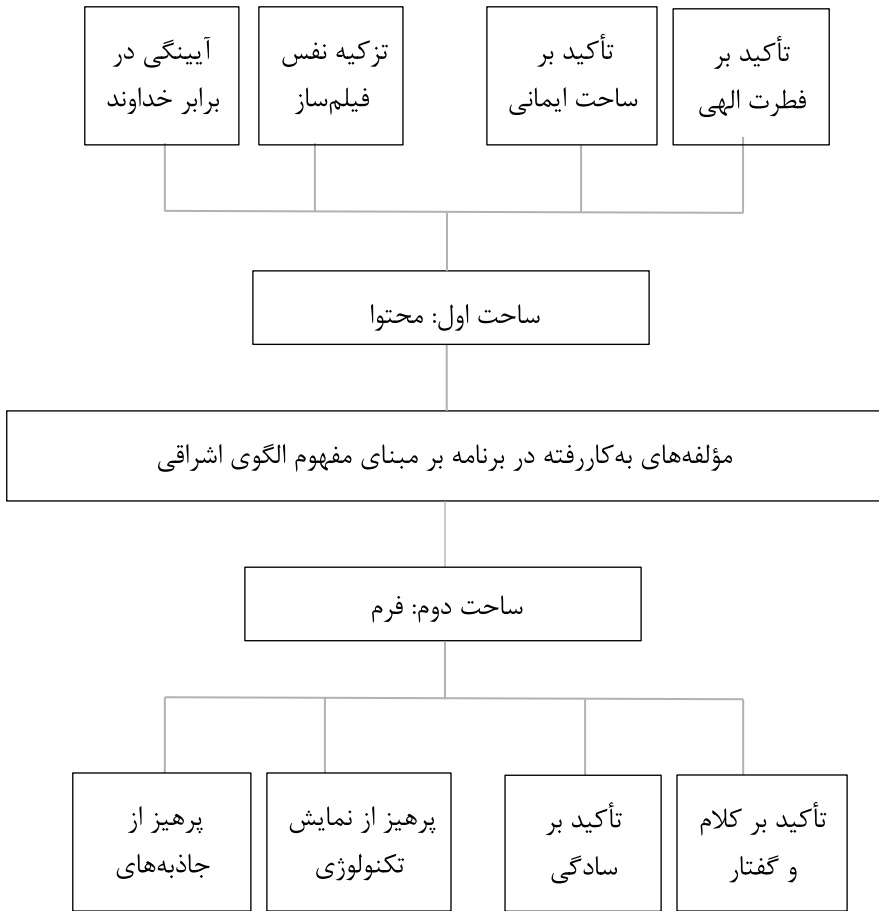 تأکید بر
فطرت الهی
تأکید بر
ساحت ایمانی
تزکیه نفس
فیلم‌ساز
آیینگی در
برابر خداوند
ساحت اول: محتوا
مؤلفه‌های به‌کاررفته در برنامه بر مبنای مفهوم الگوی اشراقی
ساحت دوم: فرم
تأکید بر کلام
و گفتار
تأکید بر
سادگی
پرهیز از نمایش
تکنولوژی
پرهیز از
جاذبه‌های